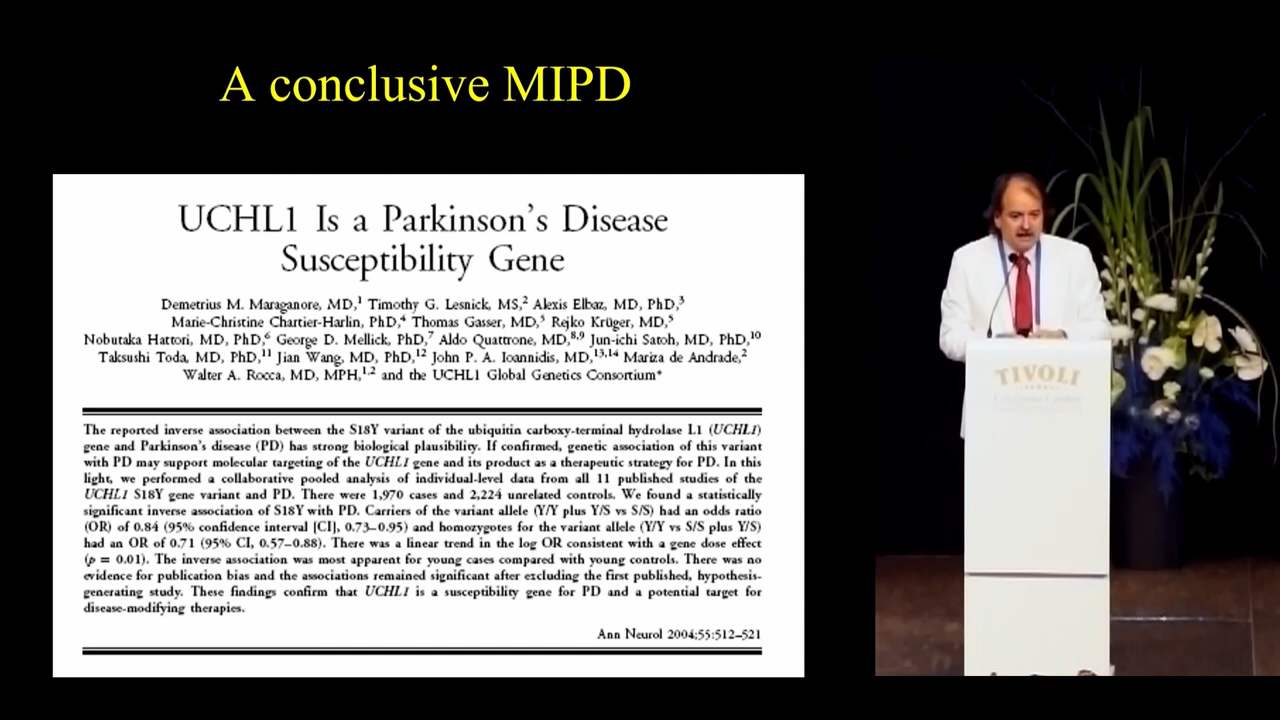 A conclusive MIPD
UCHL1 Is a Parkinson's Disease
Susceptibility Gene
Demetrius M. Maraganore, MD,1 Timothy G. Lesnick, MS,2 Alexis Elbaz, MD, PhD,3
Marie-Christine Chartier-Harlin, PhD,4 Thomas Gasser, MD,5 Rejko Krüger, MD,5
Nobutaka Hattori, MD, PhD,6 George D. Mellick, PhD,7 Aldo Quattrone, MD,8,9 Jun-ichi Satoh, MD, PhD,10
Taksushi Toda, MD, PhD,11 Jian Wang, MD, PhD,12 John P. A. Ioannidis, MD,13,14 Mariza de Andrade,2
Walter A. Rocca, MD, MPH,1,2 and the UCHL1 Global Genetics Consortium*
The reported inverse association between the S18Y variant of the ubiquitin carboxy-terminal hydrolase L1 (UCHL1)
gene and Parkinson's disease (PD) has strong biological plausibility. If confirmed, genetic association of this variant
with PD may support molecular targeting of the UCHL1 gene and its product as a therapeutic strategy for PD. In this
light, we performed a collaborative pooled analysis of individual-level data from all 11 published studies of the
UCHL1 S18Y gene variant and PD. There were 1,970 cases and 2,224 unrelated controls. We found a statistically
significant inverse association of S18Y with PD. Carriers of the variant allele (Y/Y plus Y/S vs S/S) had an odds ratio
(OR) of 0.84 (95% confidence interval [CI], 0.73–0.95) and homozygotes for the variant allele (Y/Y vs S/S plus Y/S)
had an OR of 0.71 (95% CI, 0.57–0.88). There was a linear trend in the log OR consistent with a gene dose effect
(p = 0.01). The inverse association was most apparent for young cases compared with young controls. There was no
evidence for publication bias and the associations remained significant after excluding the first published, hypothesis-
generating study. These findings confirm that UCHL1 is a susceptibility gene for PD and a potential target for
disease-modifying therapies.
Ann Neurol 2004;55:512–521
TIVOLI